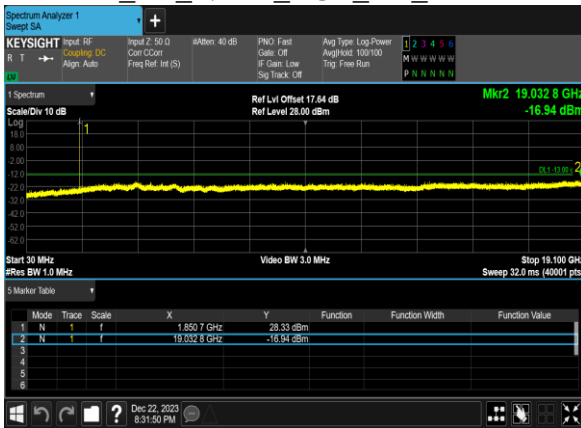 Spectrum Analyzer 1
Swept SA
KEYSIGHT Input: RF Input Z: 50 Ω #Atten: 40 dB PNO: Fast Avg Type: Log-Power 1 2 3 4 5 6
R T Coupling: DC Corr CCorr Gate: Off Avg|Hold: 100/100 M W W W W W
Align: Auto Freq Ref: Int (S) IF Gain: Low Trig: Free Run
LV Sig Track: Off P N N N N N
1 Spectrum Ref Lvl Offset 17.64 dB Mkr2 19.032 8 GHz
Scale/Div 10 dB Ref Level 28.00 dBm -16.94 dBm
Log
18.0 1
8.00
-2.00
-12.0 DL1 -13.00 2
-22.0
-32.0
-42.0
-52.0
-62.0
Start 30 MHz Video BW 3.0 MHz Stop 19.100 GHz
#Res BW 1.0 MHz Sweep 32.0 ms (40001 pts
5 Marker Table
Mode Trace Scale X Y Function Function Width Function Value
1 N 1 f 1.850 7 GHz 28.33 dBm
2 N 1 f 19.032 8 GHz -16.94 dBm
3
4
5
6
? Dec 22, 2023
8:31:50 PM